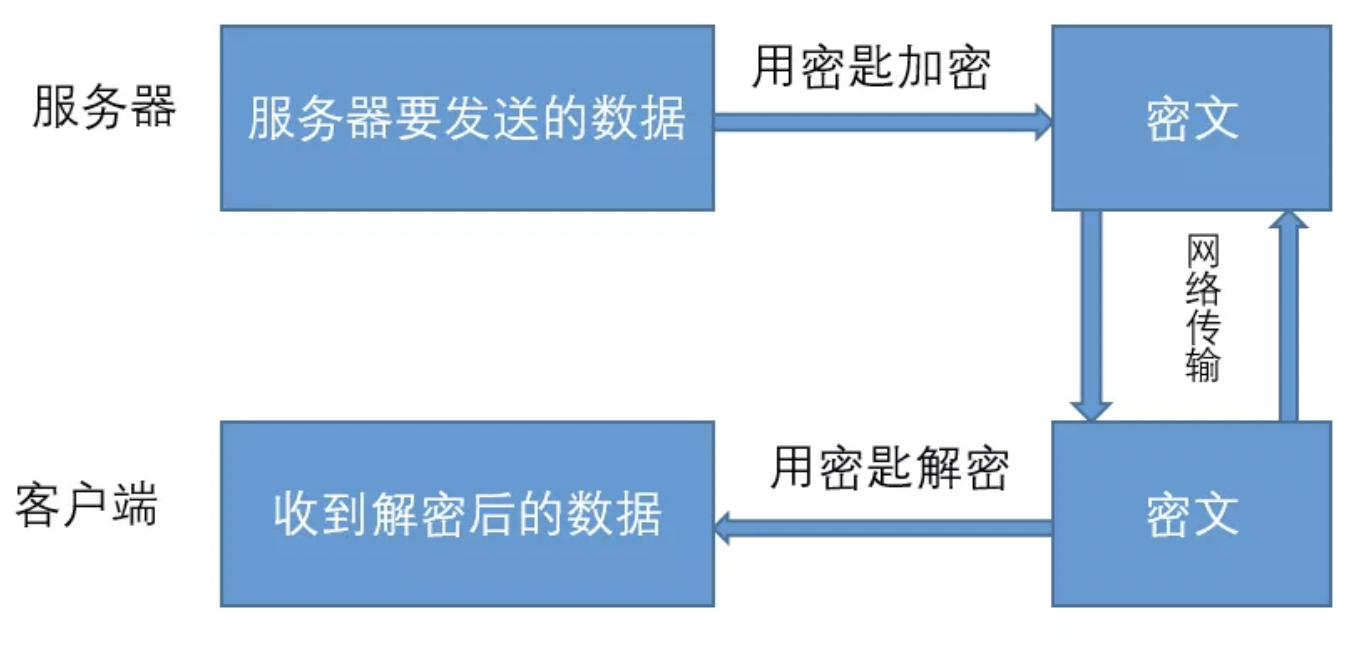 服务器
服务器要发送的数据
用密匙加密
密文
网络传输
客户端
收到解密后的数据
用密匙解密
密文